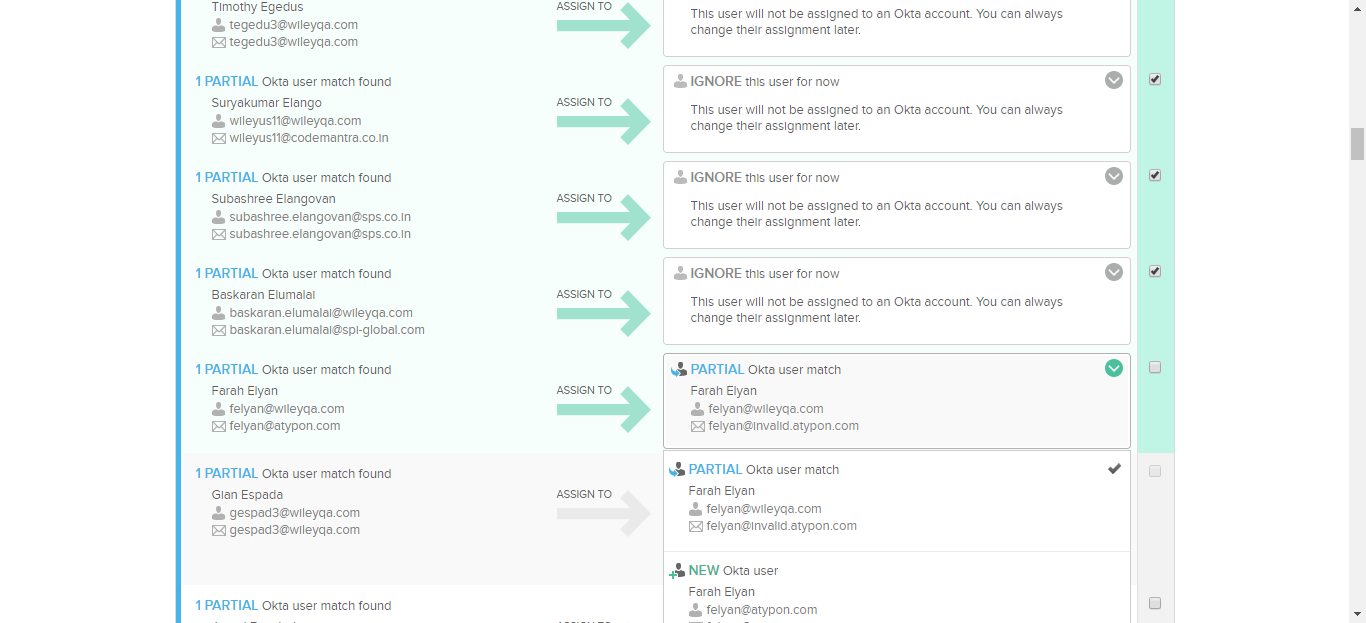 Timothy Egedus
tegedu3@wileyqa.com
tegedu3@wileyqa.com
ASSIGN TO
This user will not be assigned to an Okta account. You can always
change their assignment later.
1 PARTIAL Okta user match found
Suryakumar Elango
wileyus11@wileyqa.com
wileyus11@codemantra.co.in
ASSIGN TO
IGNORE this user for now
This user will not be assigned to an Okta account. You can always
change their assignment later.
1 PARTIAL Okta user match found
Subashree Elangovan
subashree.elangovan@sps.co.in
subashree.elangovan@sps.co.in
ASSIGN TO
IGNORE this user for now
This user will not be assigned to an Okta account. You can always
change their assignment later.
1 PARTIAL Okta user match found
Baskaran Elumalai
baskaran.elumalai@wileyqa.com
baskaran.elumalai@spi-global.com
ASSIGN TO
IGNORE this user for now
This user will not be assigned to an Okta account. You can always
change their assignment later.
1 PARTIAL Okta user match found
Farah Elyan
felyan@wileyqa.com
felyan@atypon.com
ASSIGN TO
PARTIAL Okta user match
Farah Elyan
felyan@wileyqa.com
felyan@invalid.atypon.com
1 PARTIAL Okta user match found
Gian Espada
gespad3@wileyqa.com
gespad3@wileyqa.com
ASSIGN TO
PARTIAL Okta user match
Farah Elyan
felyan@wileyqa.com
felyan@invalid.atypon.com
NEW Okta user
Farah Elyan
felyan@atypon.com
1 PARTIAL Okta user match found